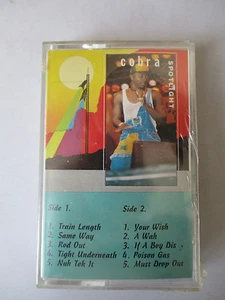 cobra
SPOTLIGHT
Side 1.
1. Train Length
2. Same Way
3. Rod Out
4. Tight Underneath
5. Nuh Tek It
Side 2.
1. Your Wish
2. A Wah
3. If A Boy Dis
4. Poison Gas
5. Must Drop Out